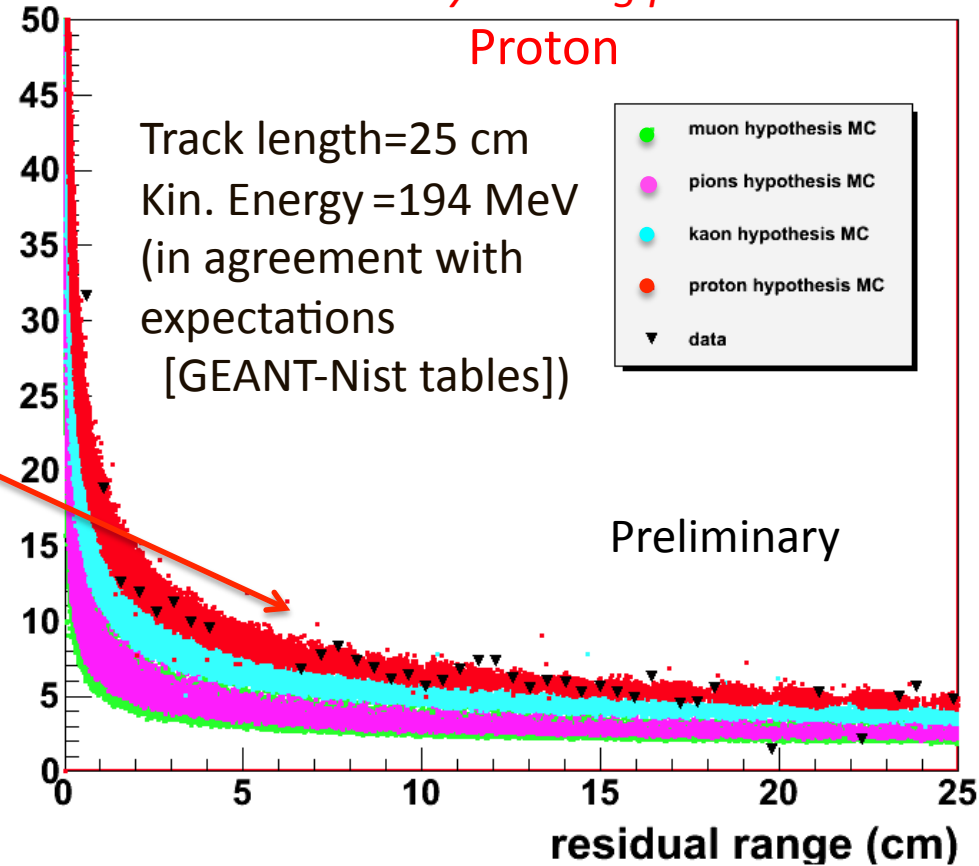 Proton
50
45
40
35
30
25
20
15
10
5
0
Track length=25 cm
Kin. Energy =194 MeV
(in agreement with
expectations
[GEANT-Nist tables])
muon hypothesis MC
pions hypothesis MC
kaon hypothesis MC
proton hypothesis MC
data
Preliminary
0 5 10 15 20 25
residual range (cm)